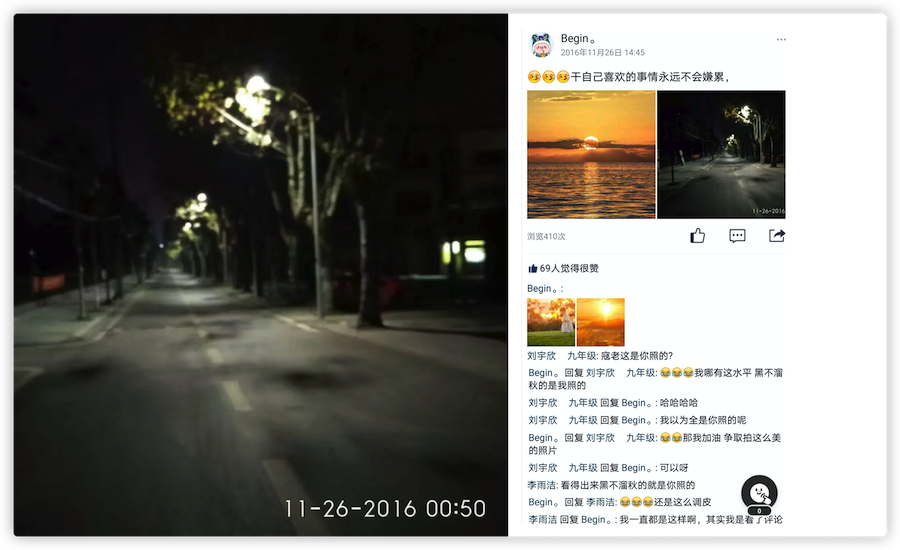 11-26-2016 00:50
Begin。
2016年11月26日 14:45
干自己喜欢的事情永远不会嫌累，
11-26-2016
浏览410次
69人觉得很赞
Begin。:
刘宇欣 九年级: 寇老这是你照的?
Begin。 回复 刘宇欣 九年级: 😂😂😂我哪有这水平 黑不溜
秋的是我照的
刘宇欣 九年级 回复 Begin。: 哈哈哈哈
刘宇欣 九年级 回复 Begin。: 我以为全是你照的呢
Begin。 回复 刘宇欣 九年级: 😂😂那我加油 争取拍这么美
的照片
刘宇欣 九年级 回复 Begin。: 可以呀
李雨洁: 看得出来黑不溜秋的就是你照的
Begin。 回复 李雨洁: 😂😂😂还是这么调皮
0
李雨洁 回复 Begin。: 我一直都是这样啊，其实我是看了评论